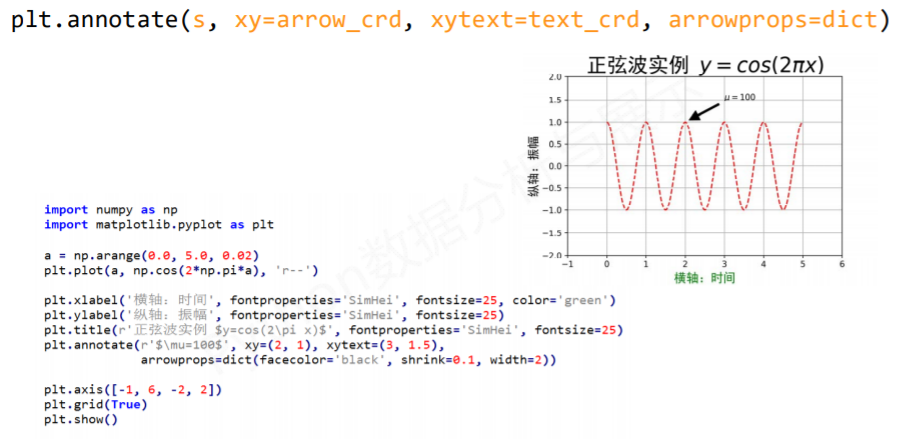 plt.annotate(s, xy=arrow_crd, xytext=text_crd, arrowprops=dict)
正弦波实例 y = cos(2πx)
μ = 100
2.0
1.5
1.0
0.5
0.0
−0.5
−1.0
−1.5
−2.0
纵轴：振幅
−1 0 1 2 3 4 5 6
横轴：时间
import numpy as np
import matplotlib.pyplot as plt
a = np.arange(0.0, 5.0, 0.02)
plt.plot(a, np.cos(2*np.pi*a), 'r--')
plt.xlabel('横轴：时间', fontproperties='SimHei', fontsize=25, color='green')
plt.ylabel('纵轴：振幅', fontproperties='SimHei', fontsize=25)
plt.title(r'正弦波实例 $y=cos(2\pi x)$', fontproperties='SimHei', fontsize=25)
plt.annotate(r'$\mu=100$', xy=(2, 1), xytext=(3, 1.5),
arrowprops=dict(facecolor='black', shrink=0.1, width=2))
plt.axis([-1, 6, -2, 2])
plt.grid(True)
plt.show()